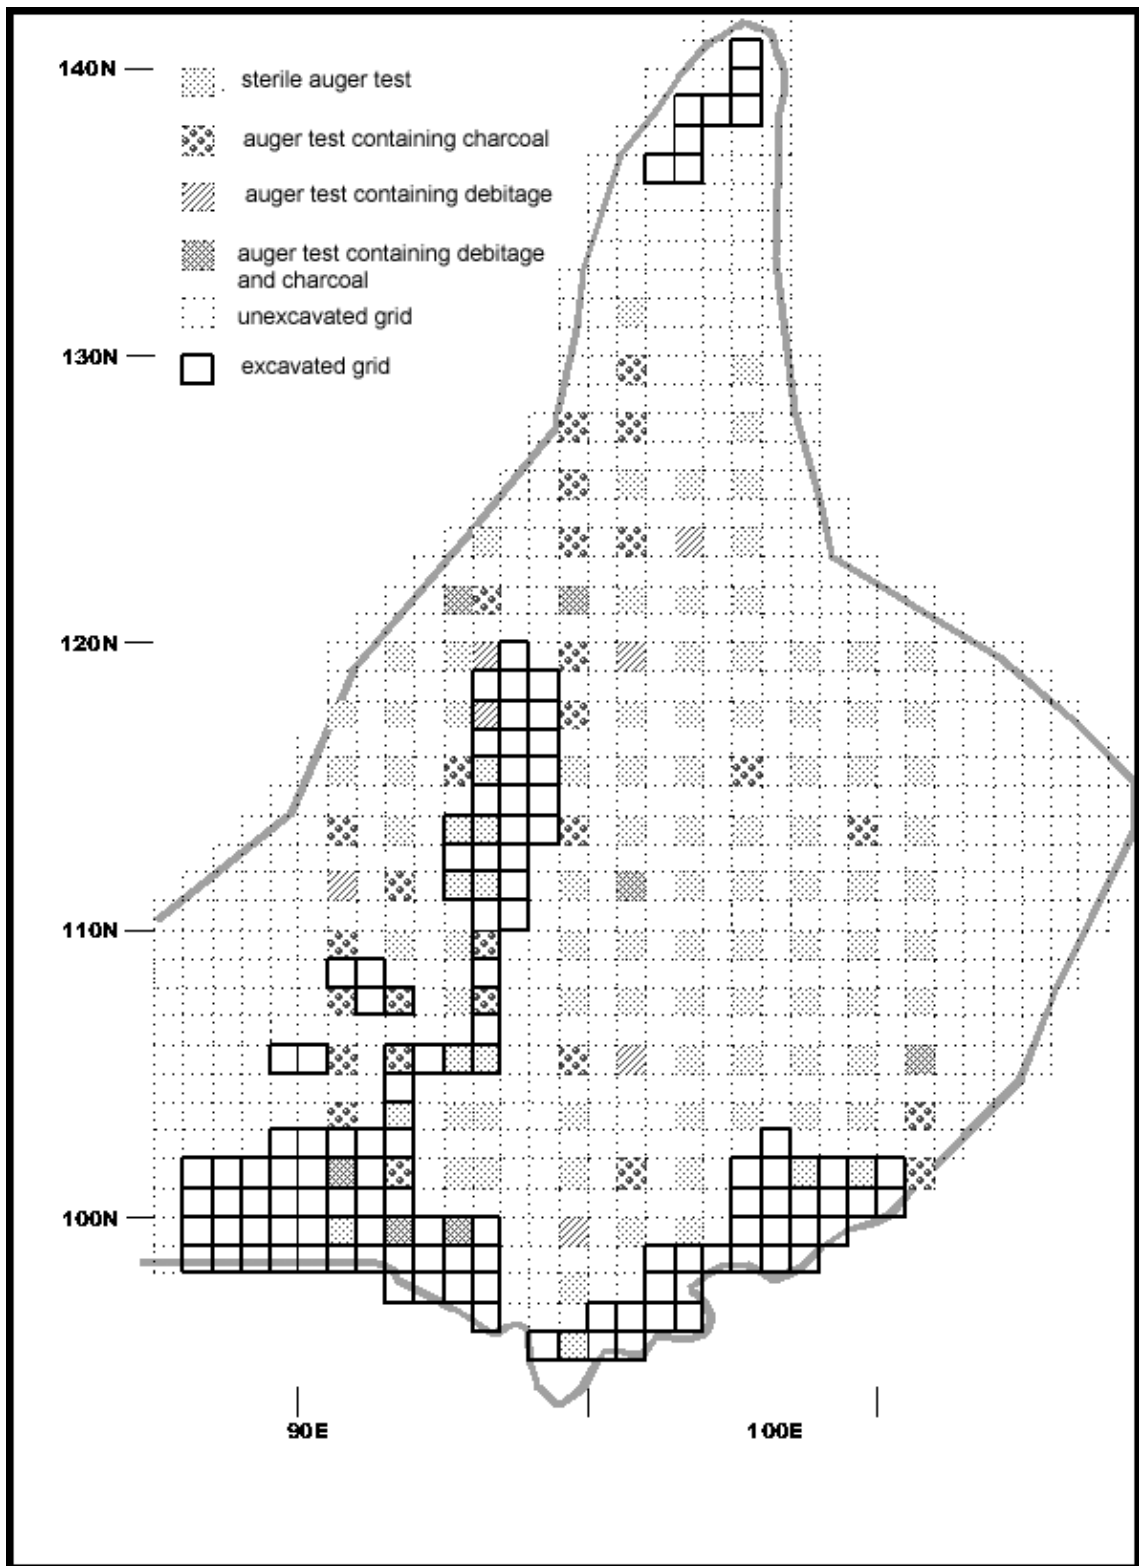 140N
sterile auger test
auger test containing charcoal
auger test containing debitage
auger test containing debitage
and charcoal
unexcavated grid
130N
excavated grid
120N
110N
100N
90E 100E